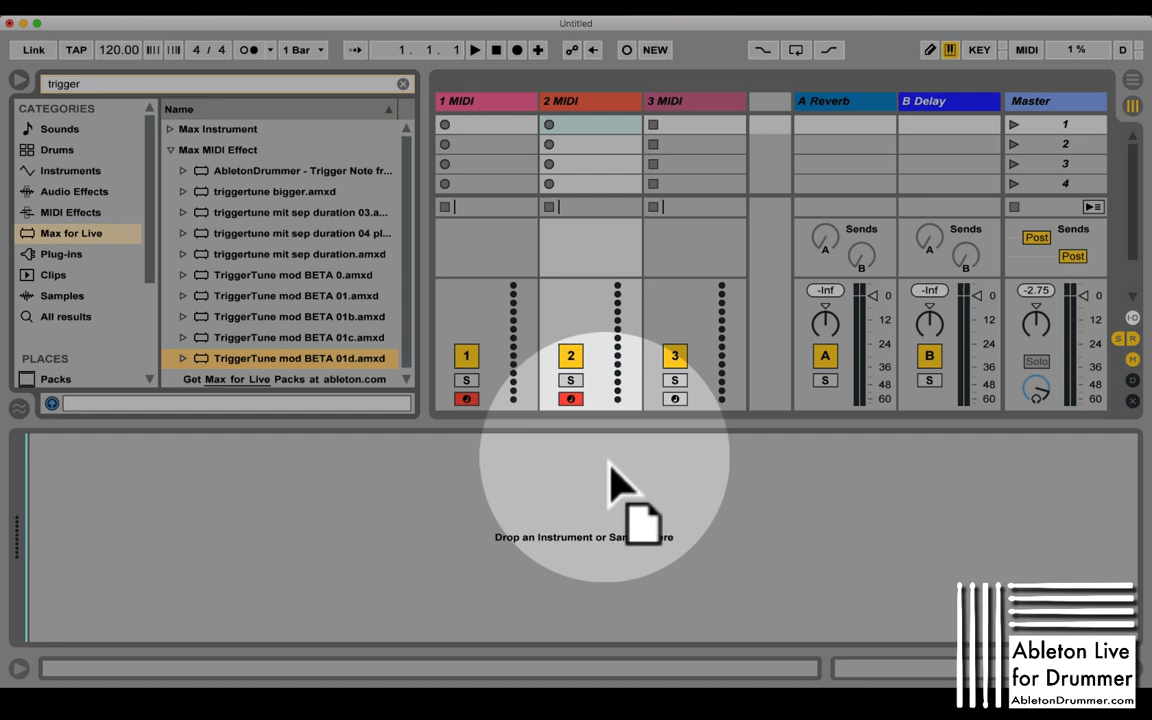 Untitled
Link TAP 120.00 4 / 4 1 Bar 1. 1. 1 NEW KEY MIDI 1 % D
trigger
CATEGORIES
Sounds
Drums
Instruments
Audio Effects
MIDI Effects
Max for Live
Plug-ins
Clips
Samples
All results
PLACES
Packs
Name
Max Instrument
Max MIDI Effect
AbletonDrummer - Trigger Note fr...
triggertune bigger.amxd
triggertune mit sep duration 03.a...
triggertune mit sep duration 04 pl...
triggertune mit sep duration.amxd
TriggerTune mod BETA 0.amxd
TriggerTune mod BETA 01.amxd
TriggerTune mod BETA 01b.amxd
TriggerTune mod BETA 01c.amxd
TriggerTune mod BETA 01d.amxd
Get Max for Live Packs at ableton.com
1 MIDI 2 MIDI 3 MIDI A Reverb B Delay Master
1
2
3
4
Sends Sends Sends
A A Post
B B Post
-Inf -Inf -2.75
0 0 0
12 12 12
24 24 24
1 2 3 A B Solo
36 36 36
S S S S S
48 48 48
60 60 60
I·O
S R
M
D
X
Drop an Instrument or Sam ere
Ableton Live
for Drummer
AbletonDrummer.com